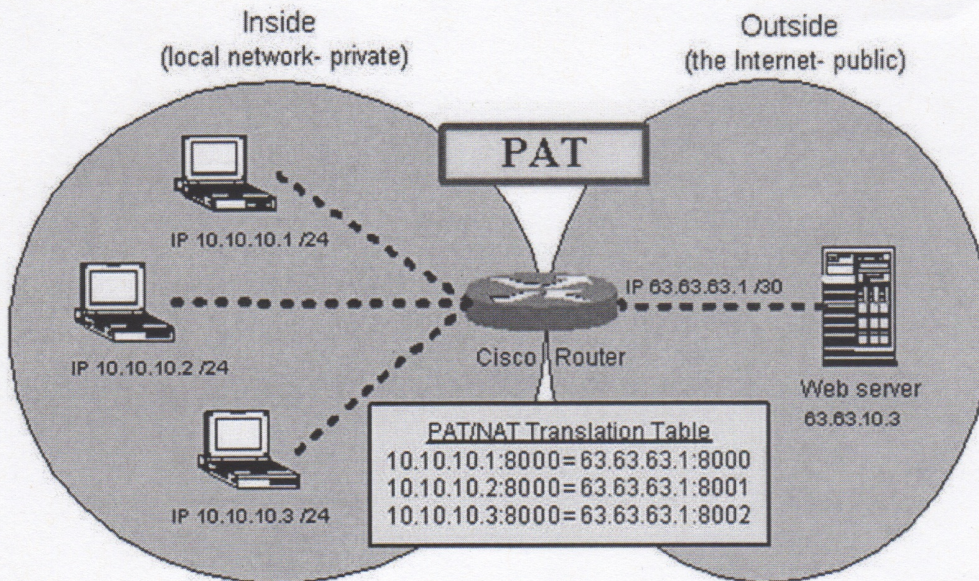 Inside
(local network- private)
Outside
(the Internet- public)
PAT
IP 10.10.10.1 /24
IP 10.10.10.2 /24
IP 10.10.10.3 /24
IP 63.63.63.1 /30
Cisco Router
Web server
63.63.10.3
PAT/NAT Translation Table
10.10.10.1:8000=63.63.63.1:8000
10.10.10.2:8000=63.63.63.1:8001
10.10.10.3:8000=63.63.63.1:8002